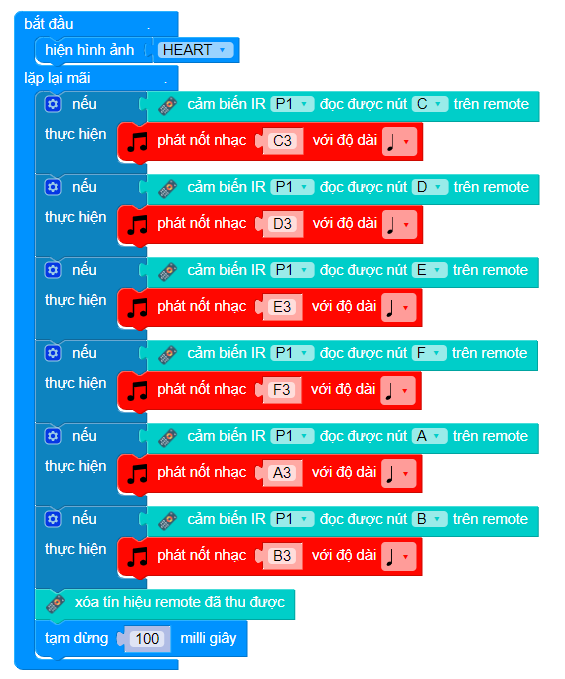 bắt đầu
hiện hình ảnh HEART
lặp lại mãi
nếu cảm biến IR P1 đọc được nút C trên remote
thực hiện phát nốt nhạc C3 với độ dài ♩
nếu cảm biến IR P1 đọc được nút D trên remote
thực hiện phát nốt nhạc D3 với độ dài ♩
nếu cảm biến IR P1 đọc được nút E trên remote
thực hiện phát nốt nhạc E3 với độ dài ♩
nếu cảm biến IR P1 đọc được nút F trên remote
thực hiện phát nốt nhạc F3 với độ dài ♩
nếu cảm biến IR P1 đọc được nút A trên remote
thực hiện phát nốt nhạc A3 với độ dài ♩
nếu cảm biến IR P1 đọc được nút B trên remote
thực hiện phát nốt nhạc B3 với độ dài ♩
xóa tín hiệu remote đã thu được
tạm dừng 100 milli giây